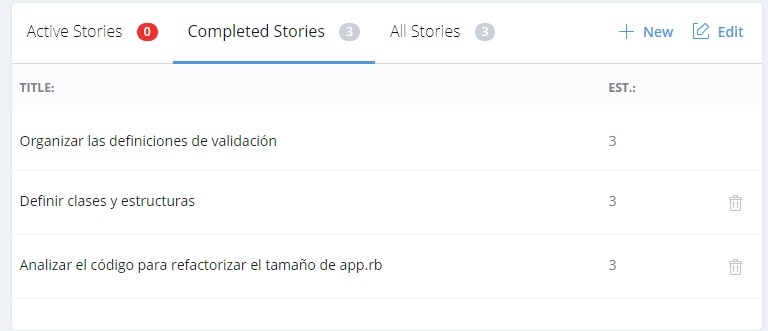 Active Stories 0 Completed Stories 3 All Stories 3 New Edit
TITLE: EST.:
Organizar las definiciones de validación 3
Definir clases y estructuras 3
Analizar el código para refactorizar el tamaño de app.rb 3